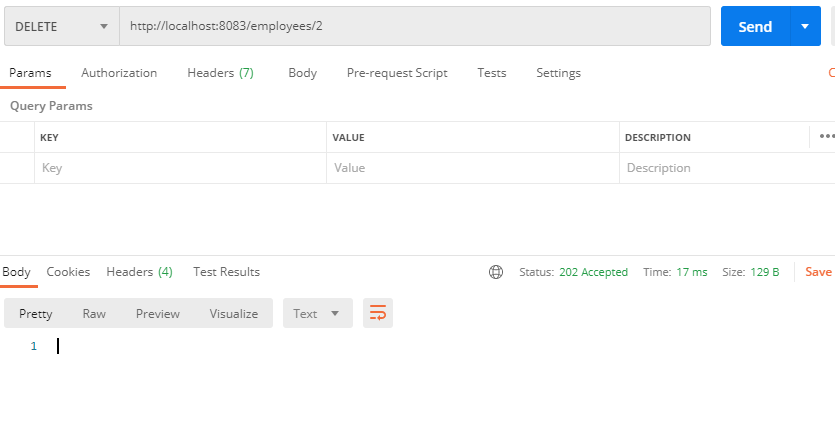 DELETE http://localhost:8083/employees/2 Send
Params Authorization Headers (7) Body Pre-request Script Tests Settings
Query Params
KEY VALUE DESCRIPTION
Key Value Description
Body Cookies Headers (4) Test Results Status: 202 Accepted Time: 17 ms Size: 129 B Save
Pretty Raw Preview Visualize Text
1